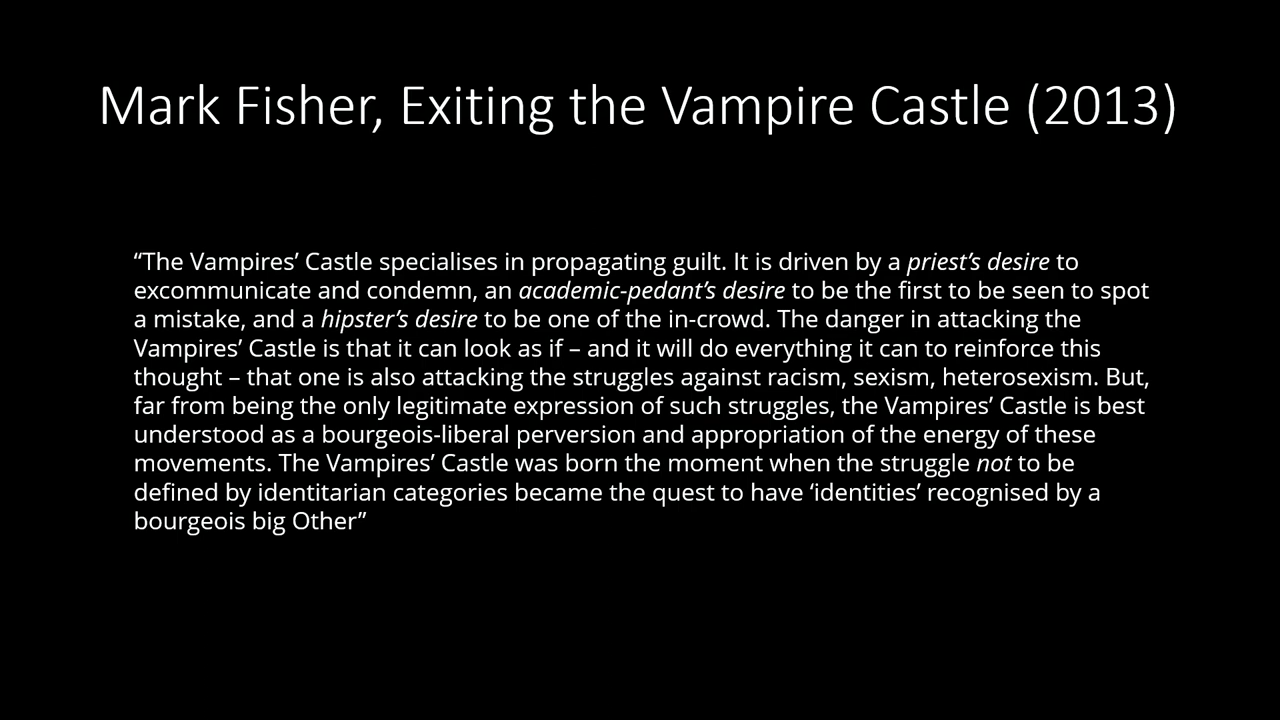 Mark Fisher, Exiting the Vampire Castle (2013)
“The Vampires’ Castle specialises in propagating guilt. It is driven by a priest’s desire to
excommunicate and condemn, an academic-pedant’s desire to be the first to be seen to spot
a mistake, and a hipster’s desire to be one of the in-crowd. The danger in attacking the
Vampires’ Castle is that it can look as if – and it will do everything it can to reinforce this
thought – that one is also attacking the struggles against racism, sexism, heterosexism. But,
far from being the only legitimate expression of such struggles, the Vampires’ Castle is best
understood as a bourgeois-liberal perversion and appropriation of the energy of these
movements. The Vampires’ Castle was born the moment when the struggle not to be
defined by identitarian categories became the quest to have ‘identities’ recognised by a
bourgeois big Other”